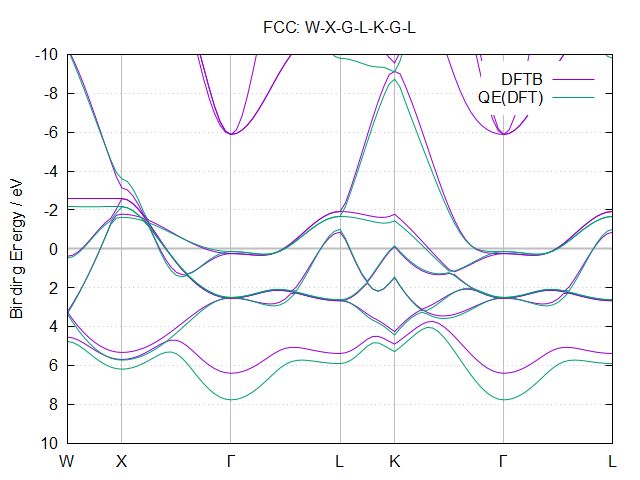 FCC: W-X-G-L-K-G-L
-10
-8
-6
-4
-2
0
2
4
6
8
10
Binding Energy / eV
DFTB
QE(DFT)
W X Γ L K Γ L